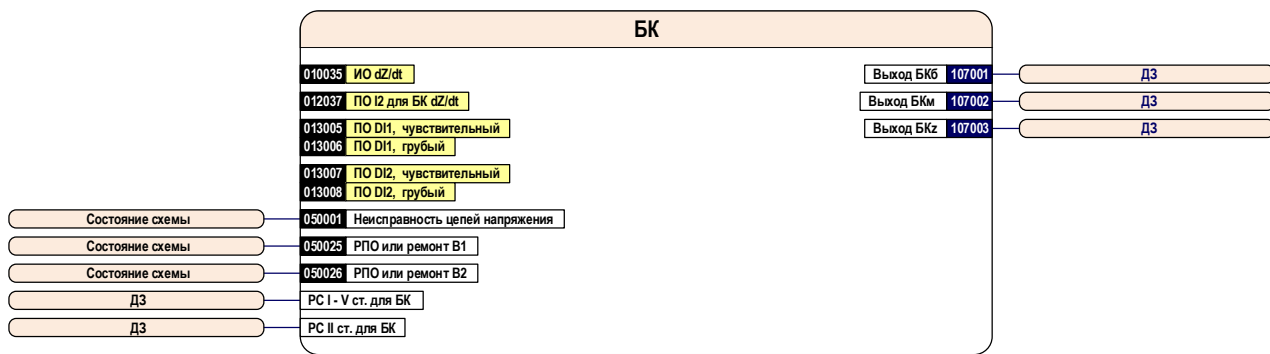 БК
010035 ИО dZ/dt
Выход БКб 107001 ДЗ
012037 ПО I2 для БК dZ/dt
Выход БКм 107002 ДЗ
013005 ПО DI1, чувствительный
Выход БКz 107003 ДЗ
013006 ПО DI1, грубый
013007 ПО DI2, чувствительный
013008 ПО DI2, грубый
Состояние схемы 050001 Неисправность цепей напряжения
Состояние схемы 050025 РПО или ремонт В1
Состояние схемы 050026 РПО или ремонт В2
ДЗ РС I - V ст. для БК
ДЗ РС II ст. для БК